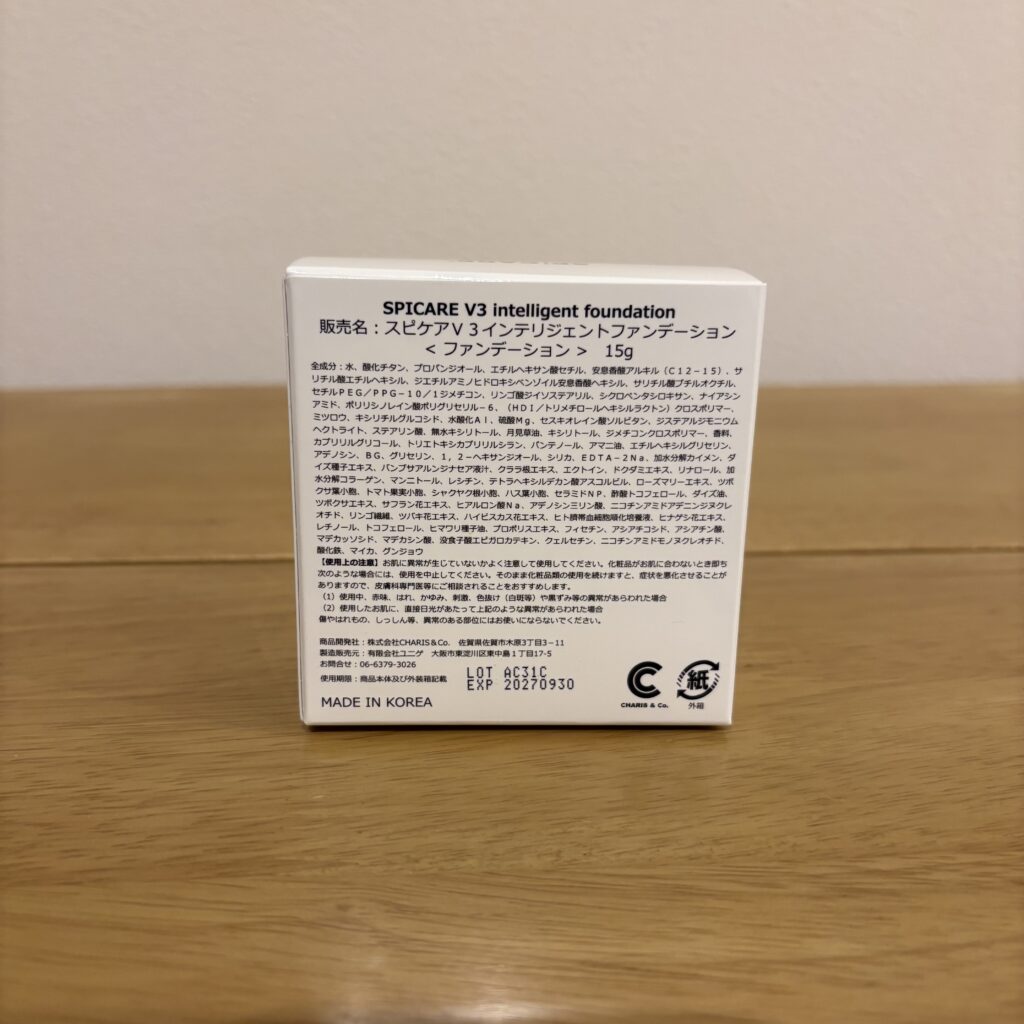 SPICARE V3 intelligent foundation
販売名：スピケアＶ３インテリジェントファンデーション
＜ファンデーション＞　15g
全成分：水、酸化チタン、プロパンジオール、エチルヘキサン酸セチル、安息香酸アルキル（Ｃ１２－１５）、サ
リチル酸エチルヘキシル、ジエチルアミノヒドロキシベンゾイル安息香酸ヘキシル、サリチル酸ブチルオクチル、
セチルＰＥＧ／ＰＰＧ－１０／１ジメチコン、リンゴ酸ジイソステアリル、シクロペンタシロキサン、ナイアシン
アミド、ポリリシノレイン酸ポリグリセリル－６、（ＨＤＩ／トリメチロールヘキシルラクトン）クロスポリマー、
ミツロウ、キシリチルグルコシド、水酸化Ａｌ、硫酸Ｍｇ、セスキオレイン酸ソルビタン、ジステアルジモニウム
ヘクトライト、ステアリン酸、無水キシリトール、月見草油、キシリトール、ジメチコンクロスポリマー、香料、
カプリリルグリコール、トリエトキシカプリリルシラン、パンテノール、アマニ油、エチルヘキシルグリセリン、
アデノシン、ＢＧ、グリセリン、１，２－ヘキサンジオール、シリカ、ＥＤＴＡ－２Ｎａ、加水分解カイメン、ダ
イズ種子エキス、バンブサアルンジナセア液汁、クララ根エキス、エクトイン、ドクダミエキス、リナロール、加
水分解コラーゲン、マンニトール、レシチン、テトラヘキシルデカン酸アスコルビル、ローズマリーエキス、ツボ
クサ葉小胞、トマト果実小胞、シャクヤク根小胞、ハス葉小胞、セラミドＮＰ、酢酸トコフェロール、ダイズ油、
ツボクサエキス、サフラン花エキス、ヒアルロン酸Ｎａ、アデノシン三リン酸、ニコチンアミドアデニンジヌクレ
オチド、リンゴ繊維、ツバキ花エキス、ハイビスカス花エキス、ヒト臍帯血細胞順化培養液、ヒナゲシ花エキス、
レチノール、トコフェロール、ヒマワリ種子油、プロポリスエキス、フィセチン、アシアチコシド、アシアチン酸、
マデカッソシド、マデカシン酸、没食子酸エピガロカテキン、クェルセチン、ニコチンアミドモノヌクレオチド、
酸化鉄、マイカ、グンジョウ
【使用上の注意】お肌に異常が生じていないかよく注意して使用してください。化粧品がお肌に合わないとき即ち
次のような場合には、使用を中止してください。そのまま化粧品類の使用を続けますと、症状を悪化させることが
ありますので、皮膚科専門医等にご相談されることをおすすめします。
（1）使用中、赤味、はれ、かゆみ、刺激、色抜け（白斑等）や黒ずみ等の異常があらわれた場合
（2）使用したお肌に、直接日光があたって上記のような異常があらわれた場合
傷やはれもの、しっしん等、異常のある部位にはお使いにならないでください。
商品開発社：株式会社CHARIS＆Co.　佐賀県佐賀市木原3丁目3－11
製造販売元：有限会社ユニゲ　大阪市東淀川区東中島１丁目17-5
お問合せ：06-6379-3026
使用期限：商品本体及び外装箱記載
LOT AC31C
EXP 20270930
MADE IN KOREA
CHARIS & Co.
紙
外箱